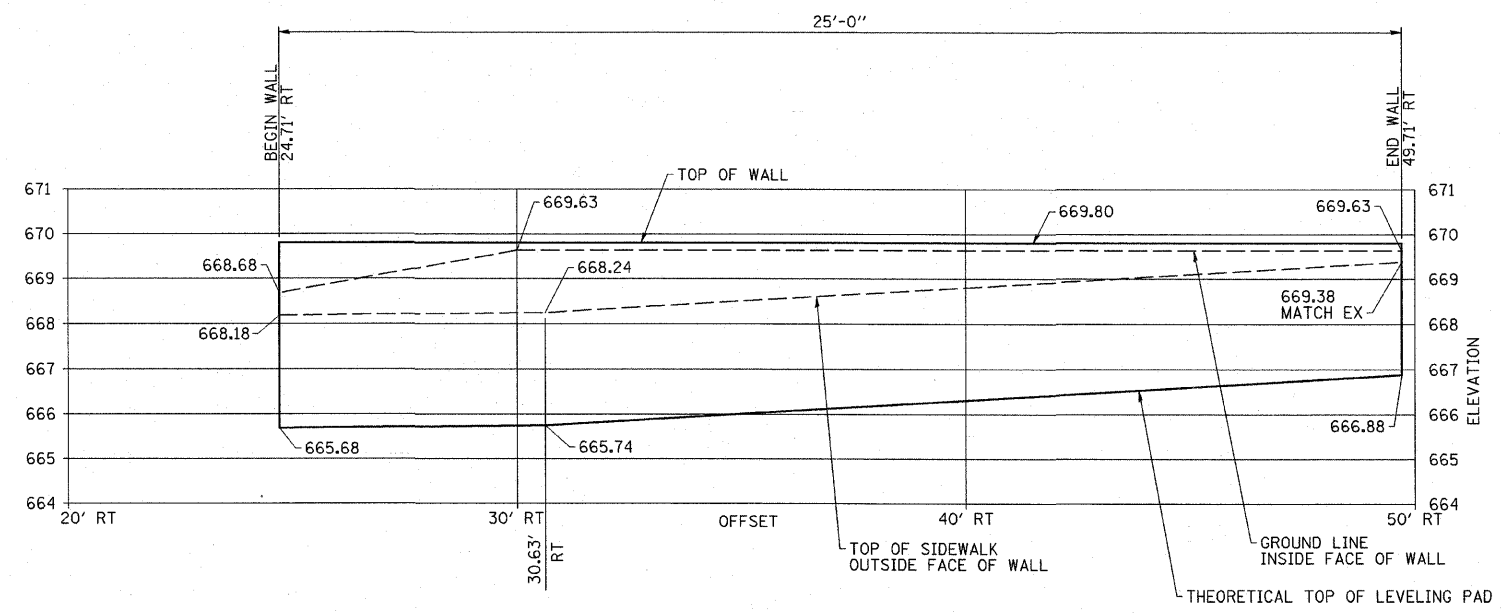 25'-0"
BEGIN WALL
24.71' RT
END WALL
49.71' RT
TOP OF WALL
671
671
669.63
669.80
669.63
670
670
668.68
668.24
669
669
669.38
MATCH EX
668
668
668.18
667
667
ELEVATION
666
666
665.68
665.74
666.88
665
665
664
664
20' RT
30' RT
OFFSET
40' RT
50' RT
30.63'
RT
TOP OF SIDEWALK
OUTSIDE FACE OF WALL
GROUND LINE
INSIDE FACE OF WALL
THEORETICAL TOP OF LEVELING PAD